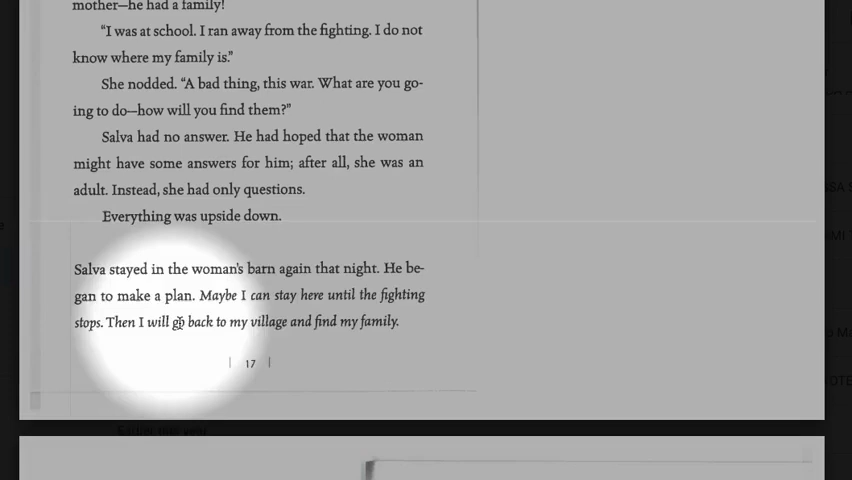 mother—he had a family!
“I was at school. I ran away from the fighting. I do not
know where my family is.”
She nodded. “A bad thing, this war. What are you go-
ing to do—how will you find them?”
Salva had no answer. He had hoped that the woman
might have some answers for him; after all, she was an
adult. Instead, she had only questions.
Everything was upside down.
Salva stayed in the woman’s barn again that night. He be-
gan to make a plan. Maybe I can stay here until the fighting
stops. Then I will go back to my village and find my family.
| 17 |